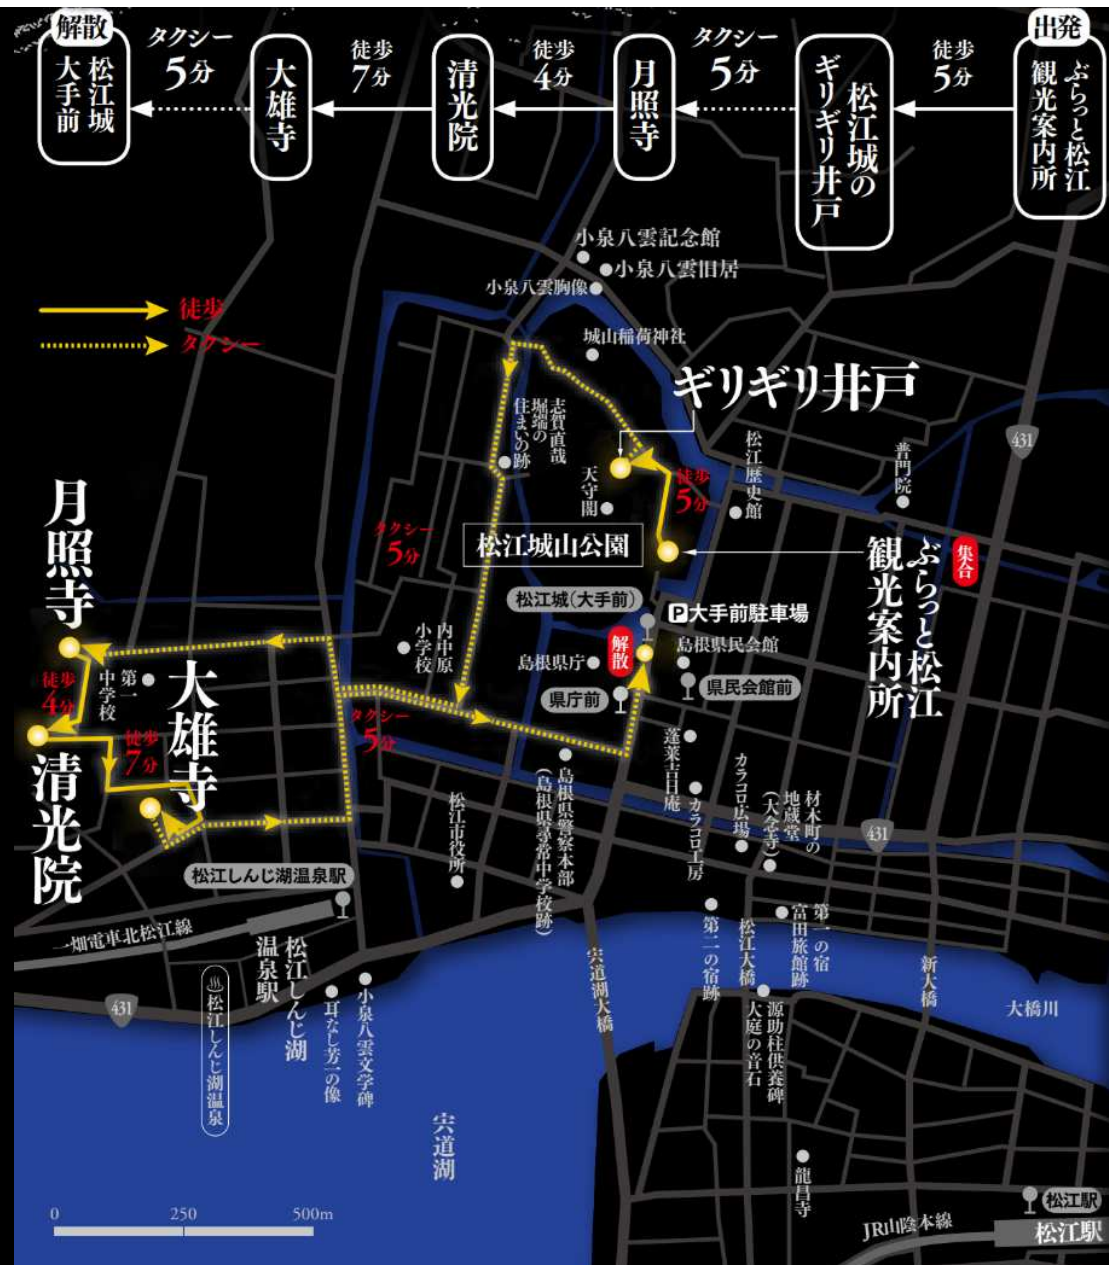 出発
ぶらっと松江
観光案内所
徒歩
5分
松江城の
ギリギリ井戸
タクシー
5分
月照寺
徒歩
4分
清光院
徒歩
7分
大雄寺
タクシー
5分
解散
松江城
大手前
徒歩
タクシー
小泉八雲記念館
小泉八雲旧居
小泉八雲胸像
城山稲荷神社
ギリギリ井戸
志賀直哉
堀端の
住まいの跡
天守閣
徒歩
5分
松江歴史館
普門院
431
タクシー
5分
松江城山公園
集合
ぶらっと松江
観光案内所
松江城(大手前)
P大手前駐車場
解散
島根県民会館
島根県庁
県庁前
県民会館前
内中原
小学校
月照寺
徒歩
4分
第一
中学校
大雄寺
徒歩
7分
清光院
タクシー
5分
島根県警察本部
(島根県尋常中学校跡)
松江市役所
蓬莱吉日庵
カラコロ工房
カラコロ広場
材木町の
地蔵堂
(大念寺)
431
松江しんじ湖温泉駅
一畑電車北松江線
松江しんじ湖
温泉駅
431
松江しんじ湖温泉
耳なし芳一の像
小泉八雲文学碑
宍道湖大橋
第二の宿跡
松江大橋
第一の宿
富田旅館跡
新大橋
大橋川
源助柱供養碑
大庭の音石
宍道湖
龍昌寺
松江駅
JR山陰本線
松江駅
0
250
500m